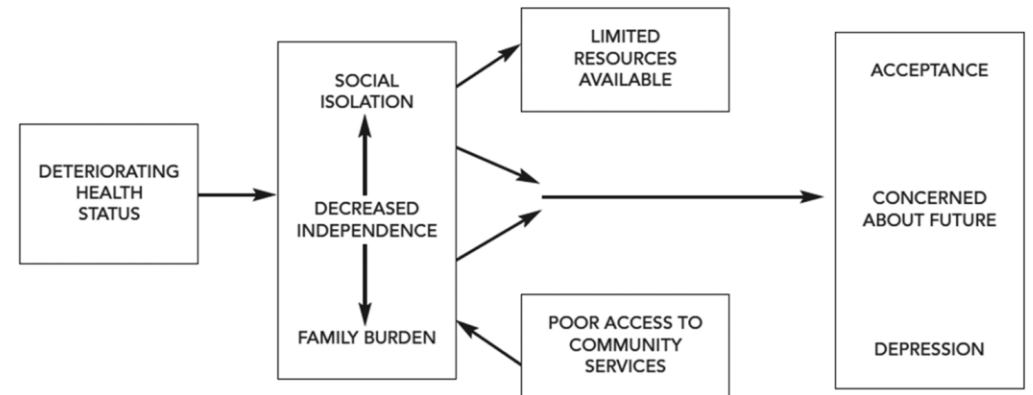 DETERIORATING
HEALTH
STATUS
SOCIAL
ISOLATION
DECREASED
INDEPENDENCE
FAMILY BURDEN
LIMITED
RESOURCES
AVAILABLE
POOR ACCESS TO
COMMUNITY
SERVICES
ACCEPTANCE
CONCERNED
ABOUT FUTURE
DEPRESSION